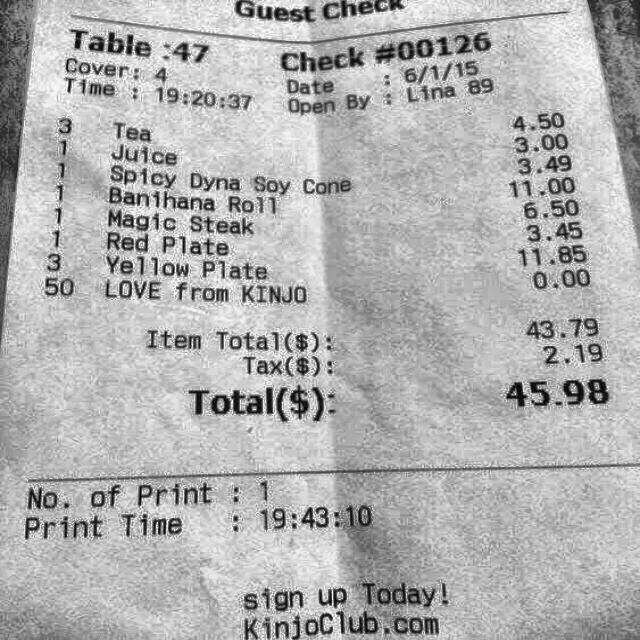 Guest Check
Table :47 Check #00126
Cover: 4 Date : 6/1/15
Time : 19:20:37 Open By : Lina 89
3 Tea 4.50
1 Juice 3.00
1 Spicy Dyna Soy Cone 3.49
1 Banihana Roll 11.00
1 Magic Steak 6.50
1 Red Plate 3.45
3 Yellow Plate 11.85
50 LOVE from KINJO 0.00
Item Total($): 43.79
Tax($): 2.19
Total($): 45.98
No. of Print : 1
Print Time : 19:43:10
sign up Today!
KinjoClub.com